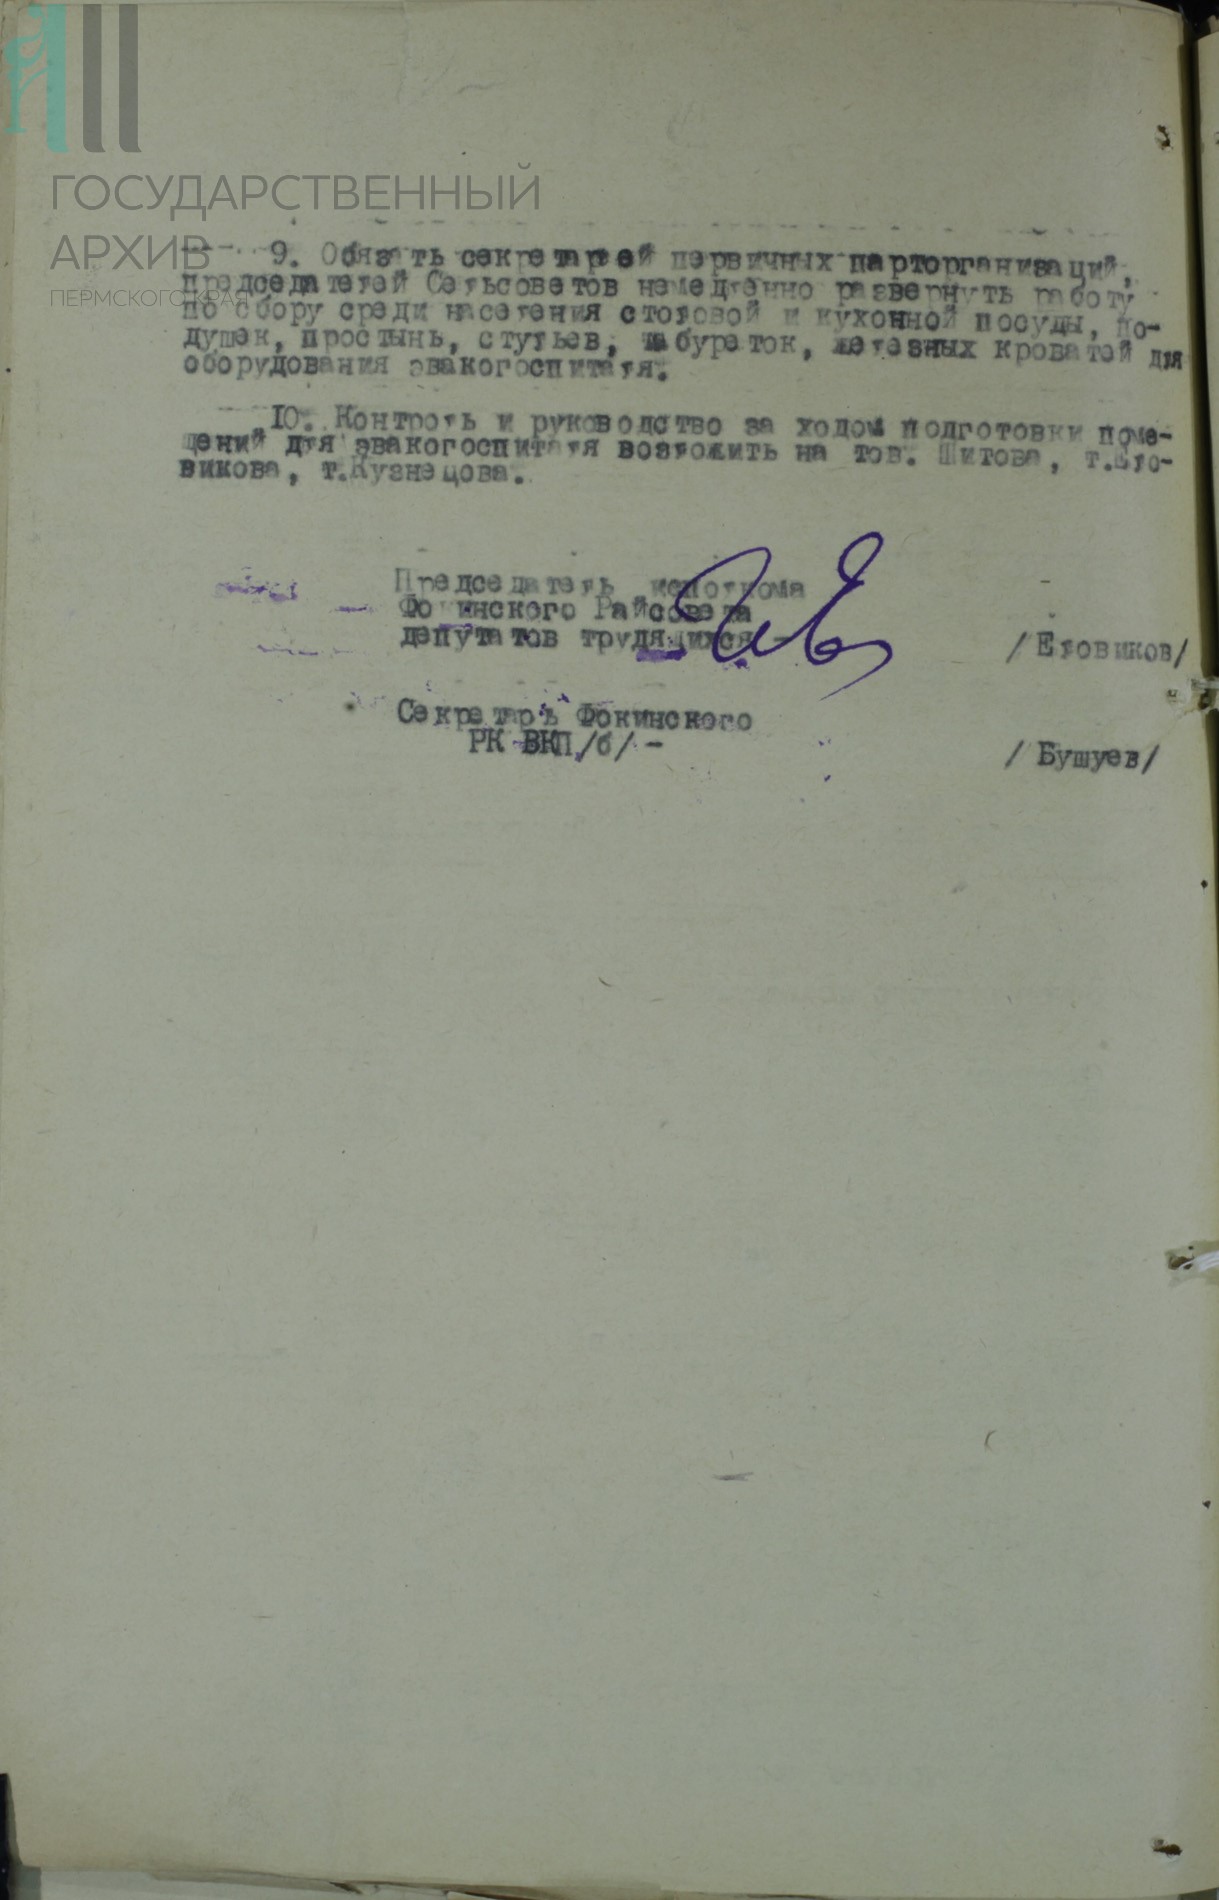 ГОСУДАРСТВЕННЫЙ
АРХИВ
ПЕРМСКОГО КРАЯ
9. Обязать секретарей первичных парторганизаций,
председателей Сельсоветов немедленно развернуть работу
по сбору среди населения столовой и кухонной посуды, по-
душек, простынь, стульев, табуреток, железных кроватей для
оборудования эвакогоспиталя.
10. Контроль и руководство за ходом подготовки поме-
щений для эвакогоспиталя возложить на тов. Шитова, т.Ело-
викова, т.Кузнецова.
Председатель исполкома
Фокинского Райсовета
депутатов трудящихся - /Еловиков/
Секретарь Фокинского
РК ВКП/б/ - /Бушуев/